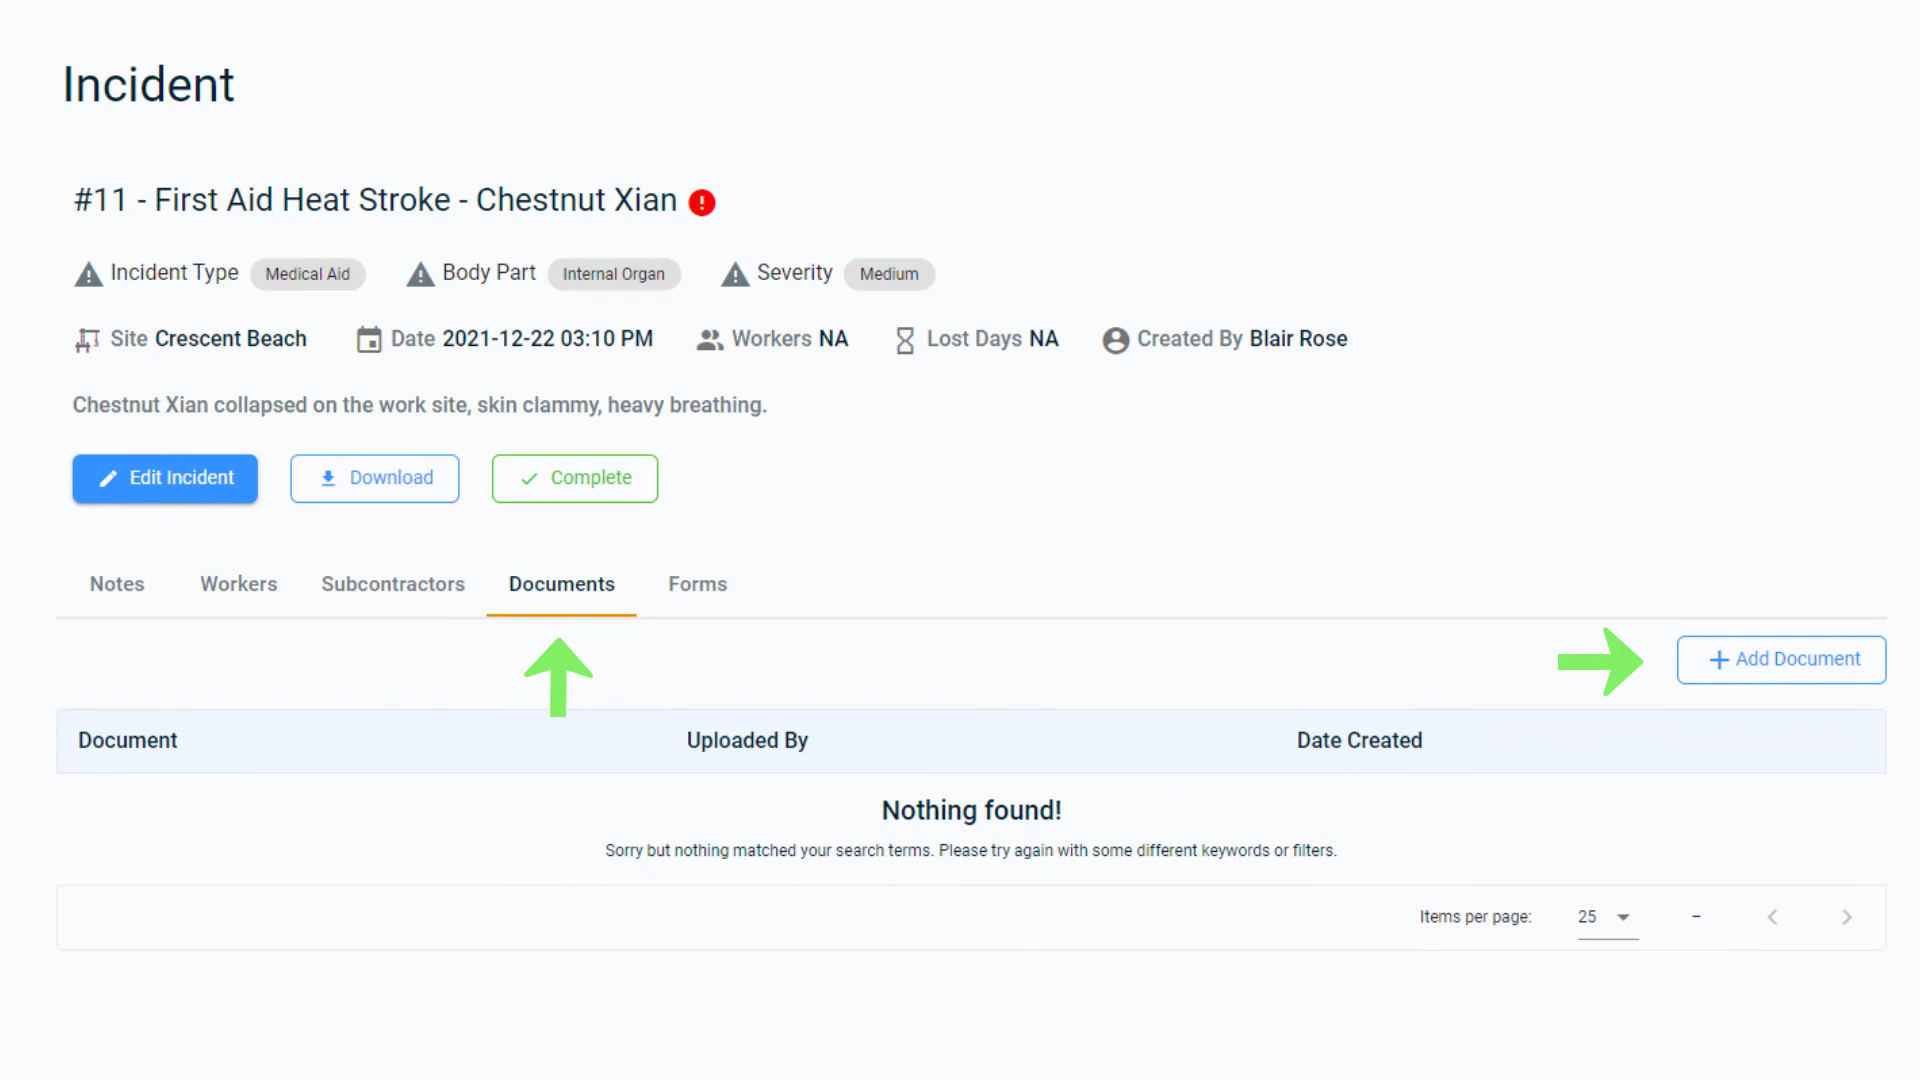 Incident
#11 - First Aid Heat Stroke - Chestnut Xian
Incident Type Medical Aid Body Part Internal Organ Severity Medium
Site Crescent Beach Date 2021-12-22 03:10 PM Workers NA Lost Days NA Created By Blair Rose
Chestnut Xian collapsed on the work site, skin clammy, heavy breathing.
Edit Incident Download Complete
Notes Workers Subcontractors Documents Forms
+ Add Document
Document Uploaded By Date Created
Nothing found!
Sorry but nothing matched your search terms. Please try again with some different keywords or filters.
Items per page: 25 –